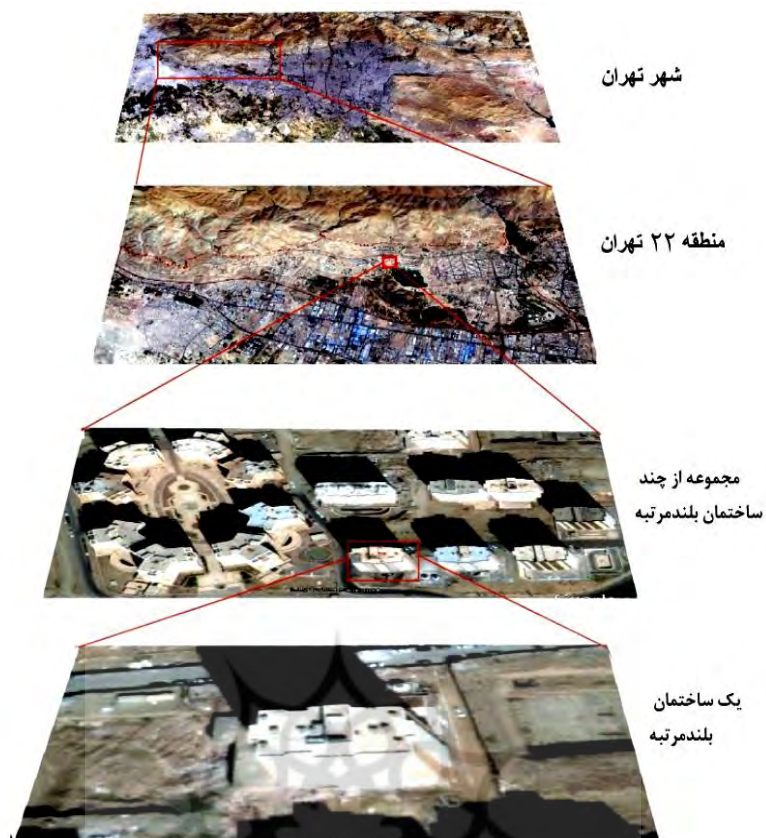 شهر تهران
منطقه ۲۲ تهران
مجموعه از چند
ساختمان بلندمرتبه
یک ساختمان
بلندمرتبه